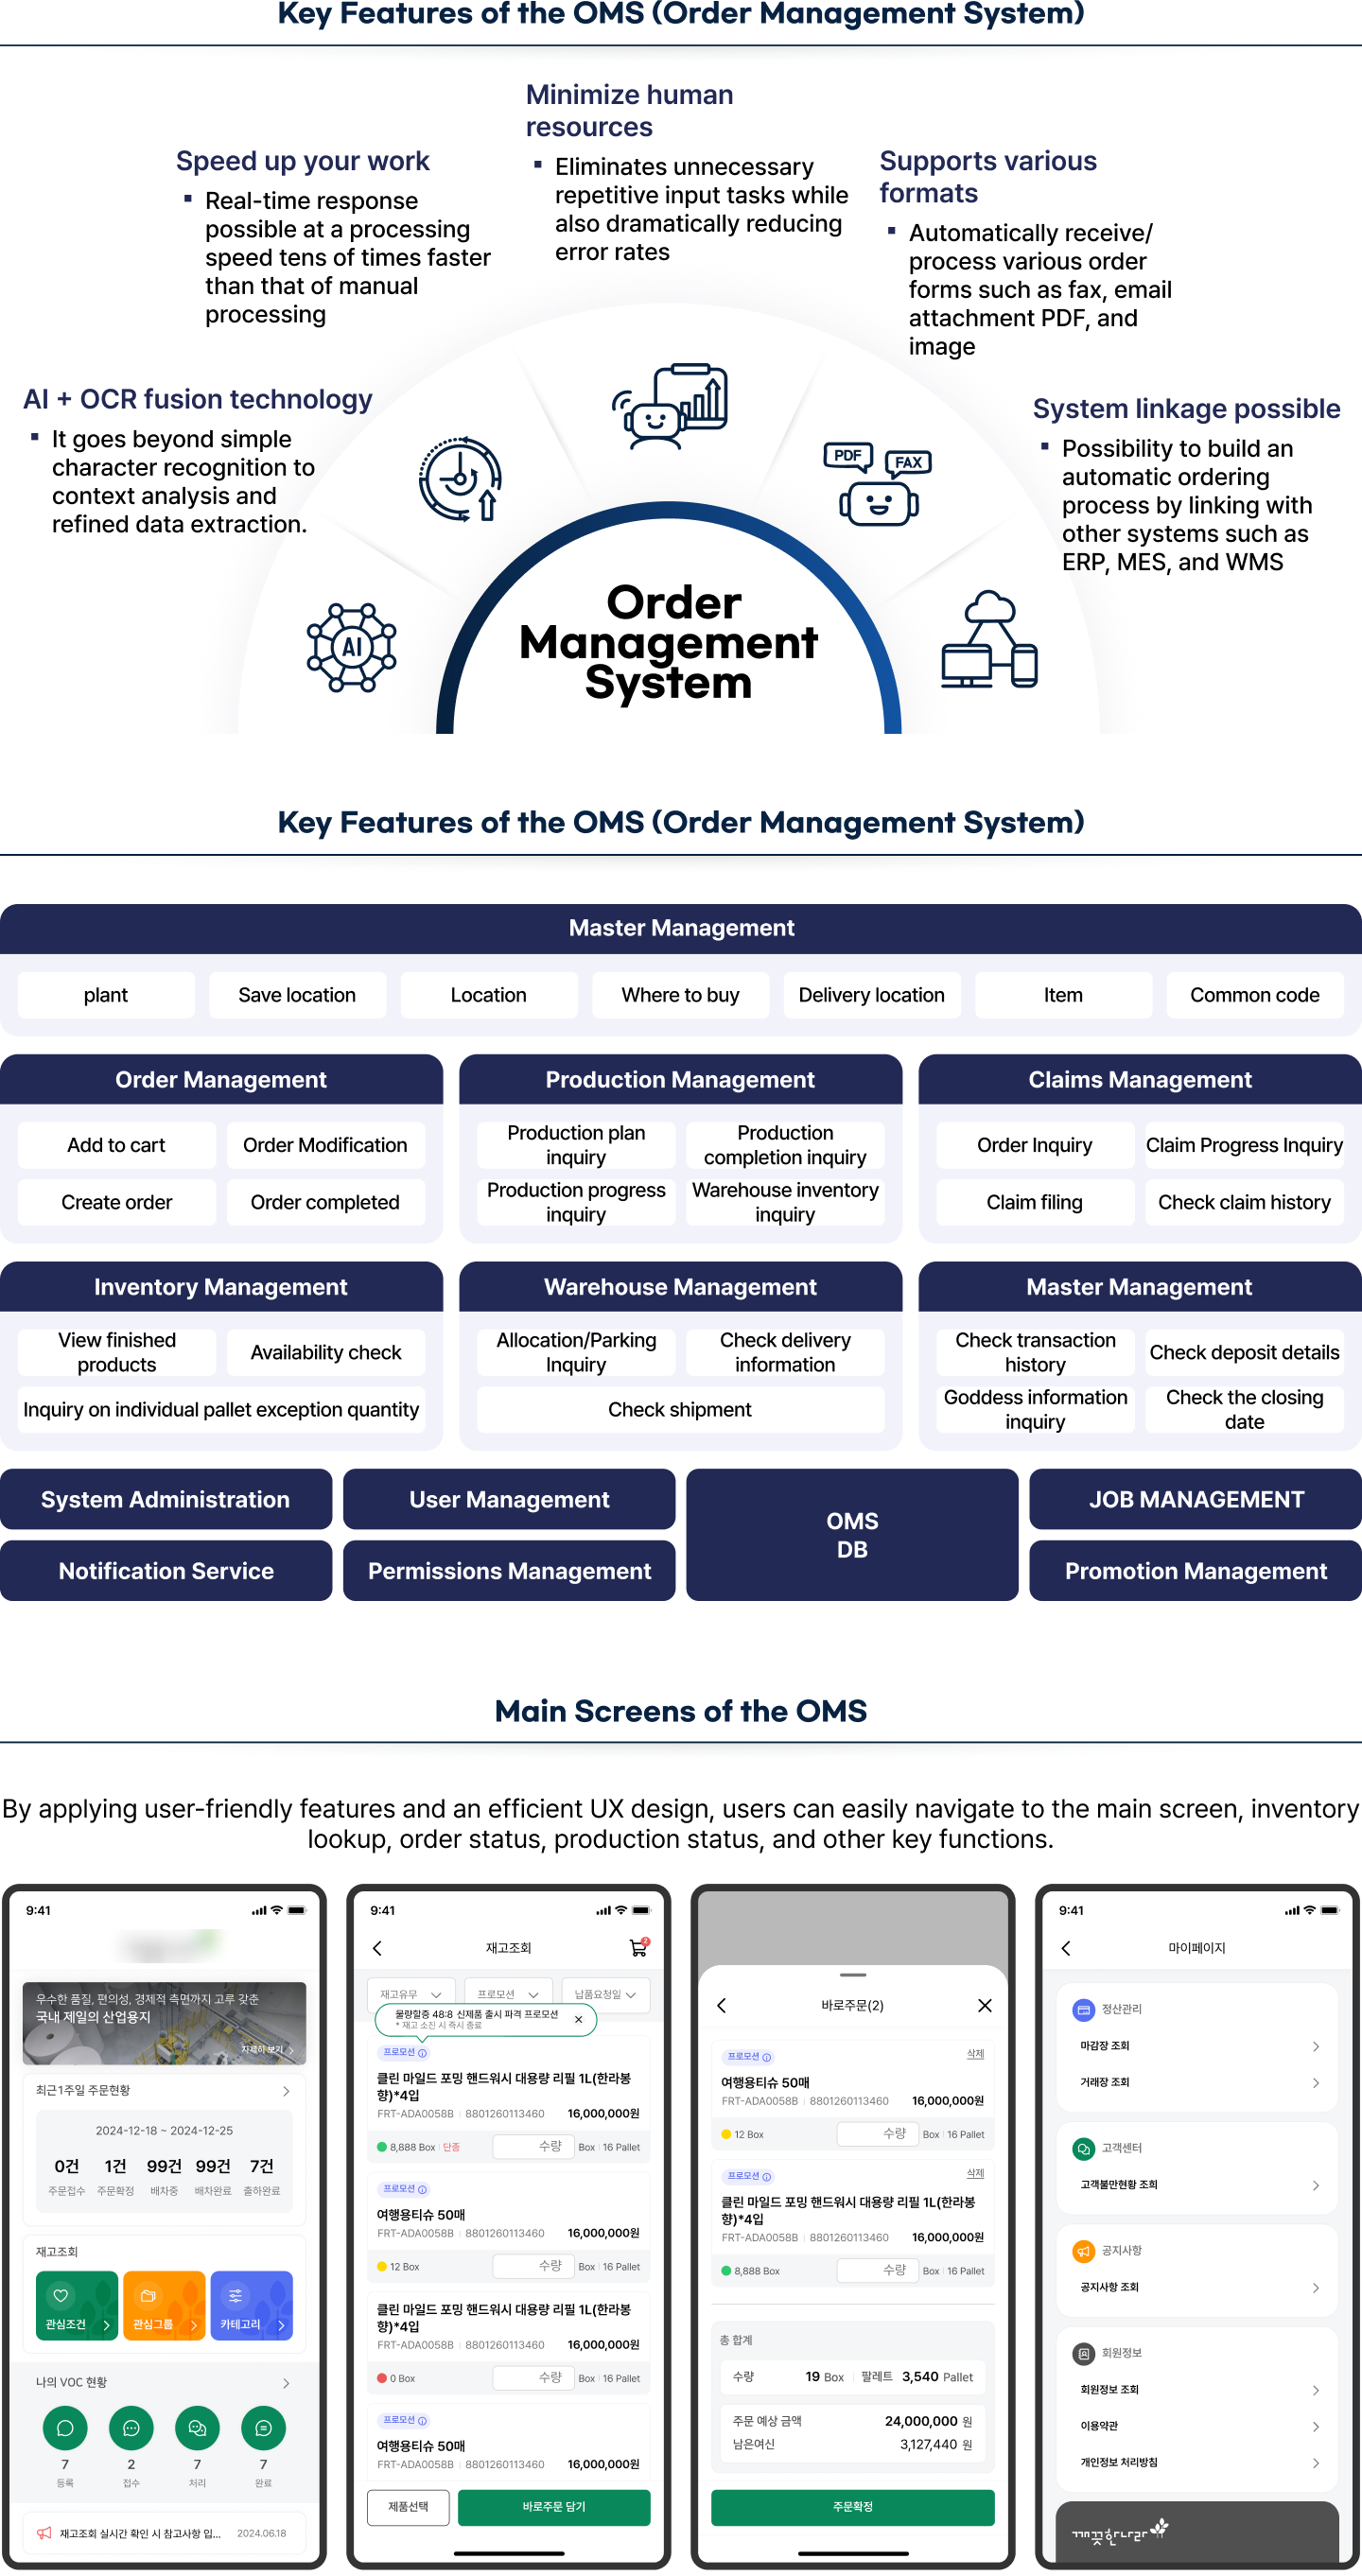 Key Features of the OMS (Order Management System)
Minimize human
resources
Eliminates unnecessary
repetitive input tasks while
also dramatically reducing
error rates
Speed up your work
Real-time response
possible at a processing
speed tens of times faster
than that of manual
processing
Supports various
formats
Automatically receive/
process various order
forms such as fax, email
attachment PDF, and
image
AI + OCR fusion technology
It goes beyond simple
character recognition to
context analysis and
refined data extraction.
System linkage possible
Possibility to build an
automatic ordering
process by linking with
other systems such as
ERP, MES, and WMS
PDF
FAX
AI
Order
Management
System
Key Features of the OMS (Order Management System)
Master Management
plant
Save location
Location
Where to buy
Delivery location
Item
Common code
Order Management
Add to cart
Order Modification
Create order
Order completed
Production Management
Production plan
inquiry
Production
completion inquiry
Production progress
inquiry
Warehouse inventory
inquiry
Claims Management
Order Inquiry
Claim Progress Inquiry
Claim filing
Check claim history
Inventory Management
View finished
products
Availability check
Inquiry on individual pallet exception quantity
Warehouse Management
Allocation/Parking
Inquiry
Check delivery
information
Check shipment
Master Management
Check transaction
history
Check deposit details
Goddess information
inquiry
Check the closing
date
System Administration
User Management
OMS
DB
JOB MANAGEMENT
Notification Service
Permissions Management
Promotion Management
Main Screens of the OMS
By applying user-friendly features and an efficient UX design, users can easily navigate to the main screen, inventory
lookup, order status, production status, and other key functions.
9:41
우수한 품질, 편의성, 경제적 측면까지 고루 갖춘
국내 제일의 산업용지
자세히 보기
최근1주일 주문현황
2024-12-18 ~ 2024-12-25
0건 1건 99건 99건 7건
주문접수 주문확정 배차중 배차완료 출하완료
재고조회
관심조건 관심그룹 카테고리
나의 VOC 현황
7 2 7 7
등록 접수 처리 완료
재고조회 실시간 확인 시 참고사항 입... 2024.06.18
9:41
재고조회
2
재고유무 프로모션 납품요청일
물량할증 48:8 신제품 출시 파격 프로모션
* 재고 소진 시 즉시 종료
프로모션
클린 마일드 포밍 핸드워시 대용량 리필 1L(한라봉
향)*4입
FRT-ADA0058B 8801260113460 16,000,000원
8,888 Box 단종 수량 Box 16 Pallet
프로모션
여행용티슈 50매
FRT-ADA0058B 8801260113460 16,000,000원
12 Box 수량 Box 16 Pallet
클린 마일드 포밍 핸드워시 대용량 리필 1L(한라봉
향)*4입
FRT-ADA0058B 8801260113460 16,000,000원
0 Box 수량 Box 16 Pallet
프로모션
여행용티슈 50매
FRT-ADA0058B 8801260113460 16,000,000원
제품선택 바로주문 담기
바로주문(2)
프로모션 삭제
여행용티슈 50매
FRT-ADA0058B 8801260113460 16,000,000원
12 Box 수량 Box 16 Pallet
프로모션 삭제
클린 마일드 포밍 핸드워시 대용량 리필 1L(한라봉
향)*4입
FRT-ADA0058B 8801260113460 16,000,000원
8,888 Box 수량 Box 16 Pallet
총 합계
수량 19 Box 팔레트 3,540 Pallet
주문 예상 금액 24,000,000 원
남은여신 3,127,440 원
주문확정
9:41
마이페이지
정산관리
마감장 조회
거래장 조회
고객센터
고객불만현황 조회
공지사항
공지사항 조회
회원정보
회원정보 조회
이용약관
개인정보 처리방침
깨끗한나라